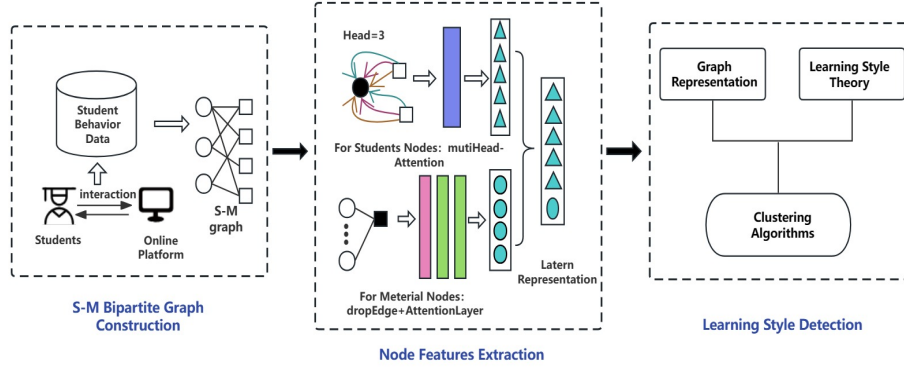 Student
Behavior
Data
interaction
Students
Online
Platform
S-M
graph
S-M Bipartite Graph
Construction
Head=3
For Students Nodes: mutiHead-
Attention
For Meterial Nodes:
dropEdge+AttentionLayer
Latern
Representation
Node Features Extraction
Graph
Representation
Learning Style
Theory
Clustering
Algorithms
Learning Style Detection